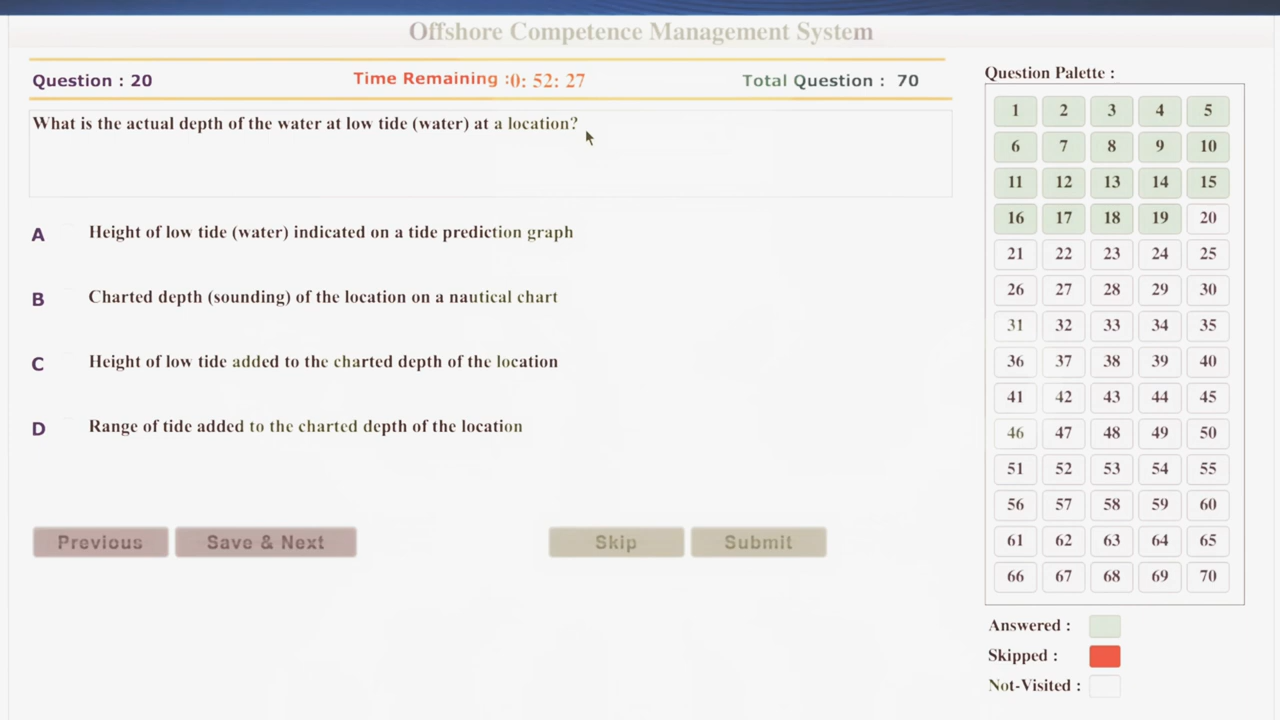 Offshore Competence Management System
Question : 20
Time Remaining :0: 52: 27
Total Question : 70
What is the actual depth of the water at low tide (water) at a location?
A Height of low tide (water) indicated on a tide prediction graph
B Charted depth (sounding) of the location on a nautical chart
C Height of low tide added to the charted depth of the location
D Range of tide added to the charted depth of the location
Previous Save & Next Skip Submit
Question Palette :
1 2 3 4 5
6 7 8 9 10
11 12 13 14 15
16 17 18 19 20
21 22 23 24 25
26 27 28 29 30
31 32 33 34 35
36 37 38 39 40
41 42 43 44 45
46 47 48 49 50
51 52 53 54 55
56 57 58 59 60
61 62 63 64 65
66 67 68 69 70
Answered :
Skipped :
Not-Visited :